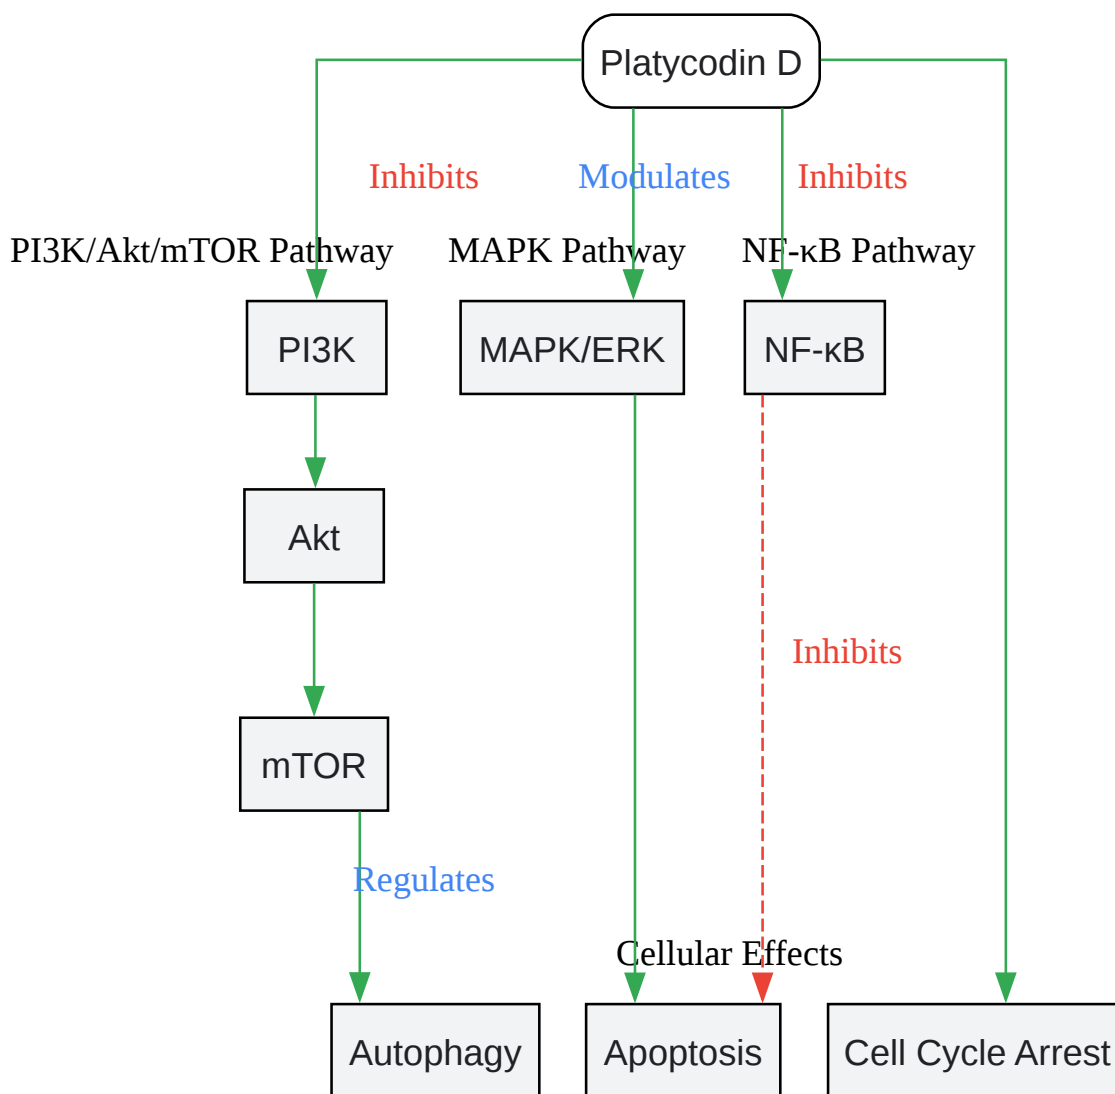 Platycodin D
Inhibits
Modulates
Inhibits
PI3K/Akt/mTOR Pathway
MAPK Pathway
NF-κB Pathway
PI3K
MAPK/ERK
NF-κB
Akt
Inhibits
mTOR
Regulates
Cellular Effects
Autophagy
Apoptosis
Cell Cycle Arrest